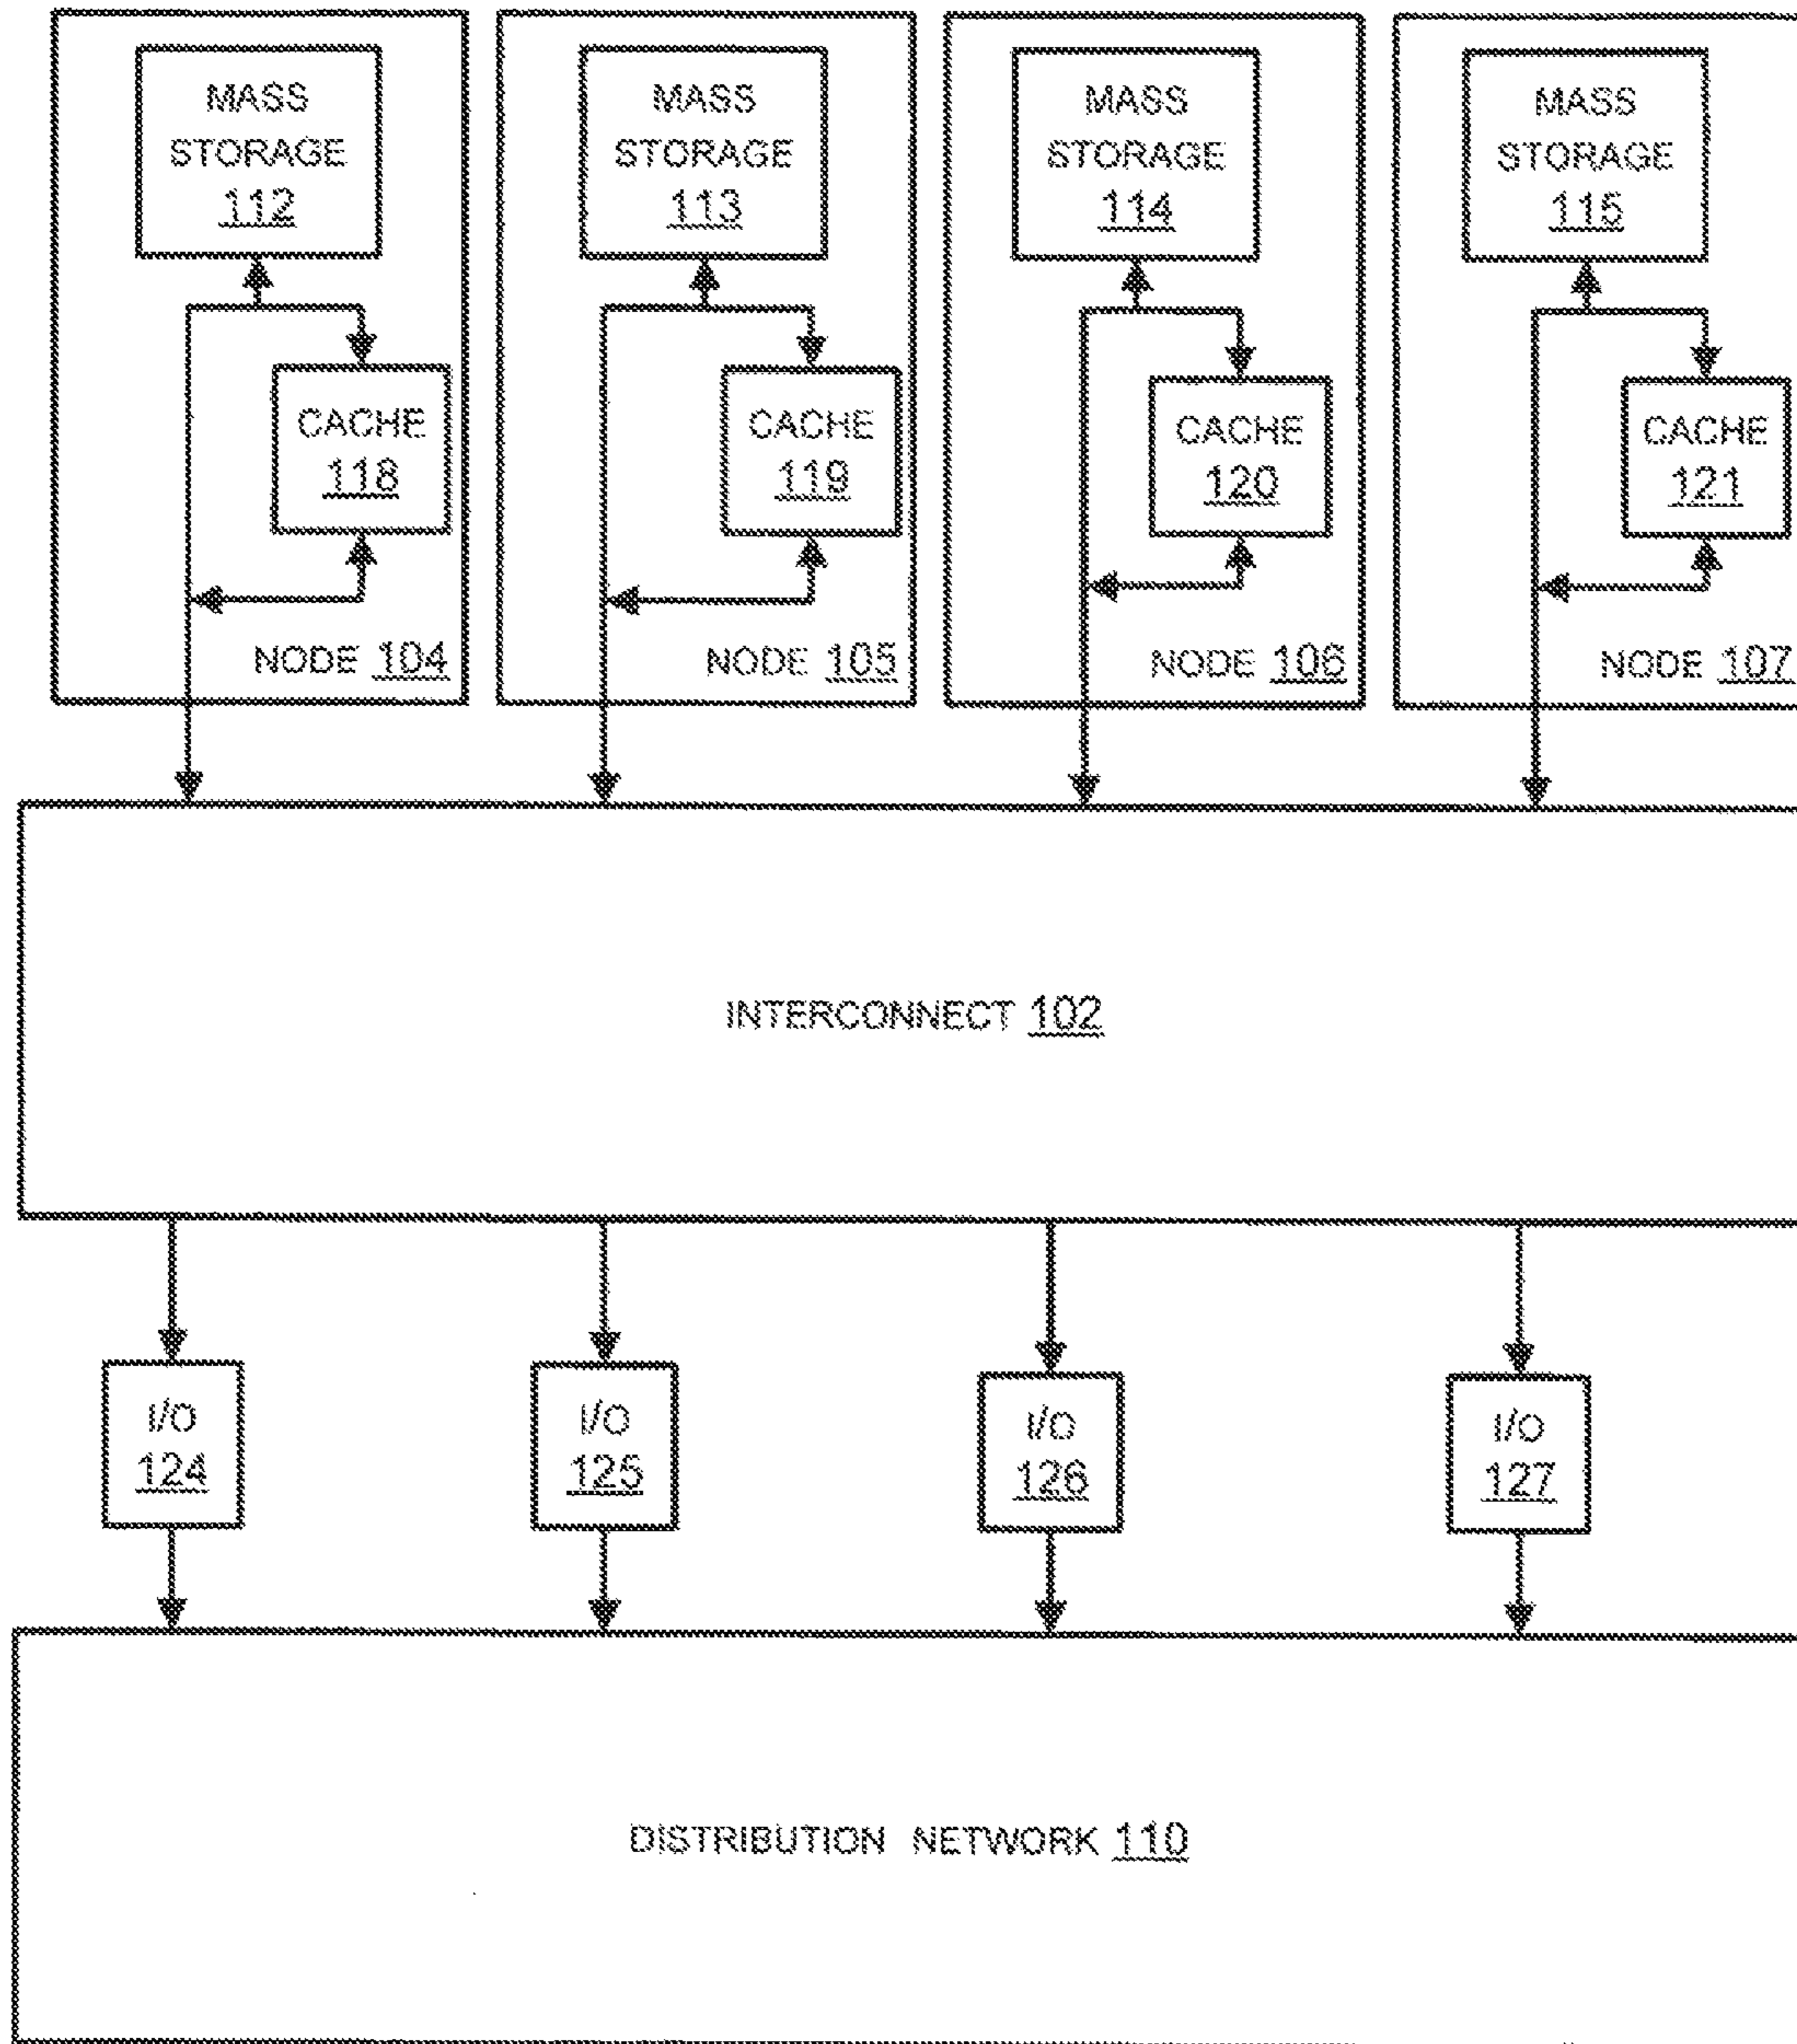 MASS
STORAGE
112
MASS
STORAGE
113
MASS
STORAGE
114
MASS
STORAGE
115
CACHE
118
CACHE
119
CACHE
120
CACHE
121
NODE 104
NODE 105
NODE 106
NODE 107
INTERCONNECT 102
I/O
124
I/O
125
I/O
126
I/O
127
DISTRIBUTION NETWORK 110